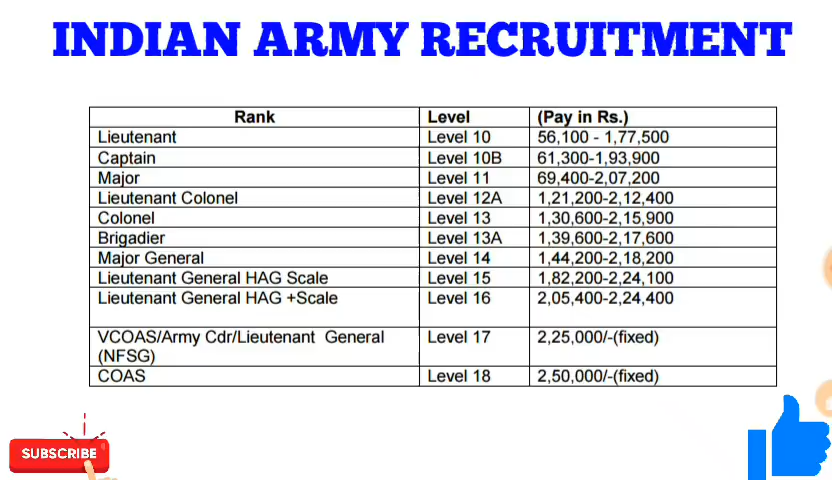 INDIAN ARMY RECRUITMENT
Rank Level (Pay in Rs.)
Lieutenant Level 10 56,100 - 1,77,500
Captain Level 10B 61,300-1,93,900
Major Level 11 69,400-2,07,200
Lieutenant Colonel Level 12A 1,21,200-2,12,400
Colonel Level 13 1,30,600-2,15,900
Brigadier Level 13A 1,39,600-2,17,600
Major General Level 14 1,44,200-2,18,200
Lieutenant General HAG Scale Level 15 1,82,200-2,24,100
Lieutenant General HAG +Scale Level 16 2,05,400-2,24,400
VCOAS/Army Cdr/Lieutenant General Level 17 2,25,000/-(fixed)
(NFSG)
COAS Level 18 2,50,000/-(fixed)
SUBSCRIBE